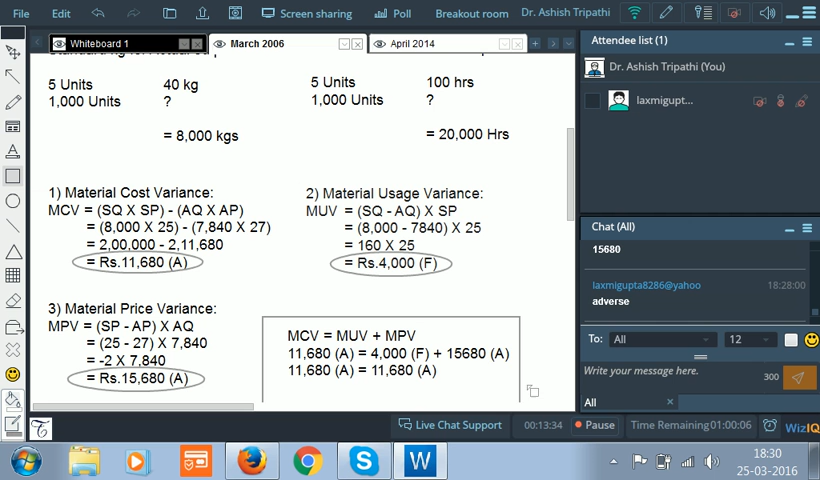 File
Edit
Screen sharing
Poll
Breakout room
Dr. Ashish Tripathi
Whiteboard 1
March 2006
April 2014
5 Units 40 kg
1,000 Units ?
= 8,000 kgs
5 Units 100 hrs
1,000 Units ?
= 20,000 Hrs
1) Material Cost Variance:
MCV = (SQ X SP) - (AQ X AP)
= (8,000 X 25) - (7,840 X 27)
= 2,00,000 - 2,11,680
= Rs.11,680 (A)
2) Material Usage Variance:
MUV = (SQ - AQ) X SP
= (8,000 - 7840) X 25
= 160 X 25
= Rs.4,000 (F)
3) Material Price Variance:
MPV = (SP - AP) X AQ
= (25 - 27) X 7,840
= -2 X 7,840
= Rs.15,680 (A)
MCV = MUV + MPV
11,680 (A) = 4,000 (F) + 15680 (A)
11,680 (A) = 11,680 (A)
Attendee list (1)
Dr. Ashish Tripathi (You)
laxmigupt...
Chat (All)
15680
laxmigupta8286@yahoo 18:28:00
adverse
To: All 12
Write your message here.
300
All
Live Chat Support
00:13:34
Pause
Time Remaining 01:00:06
WizIQ
18:30
25-03-2016